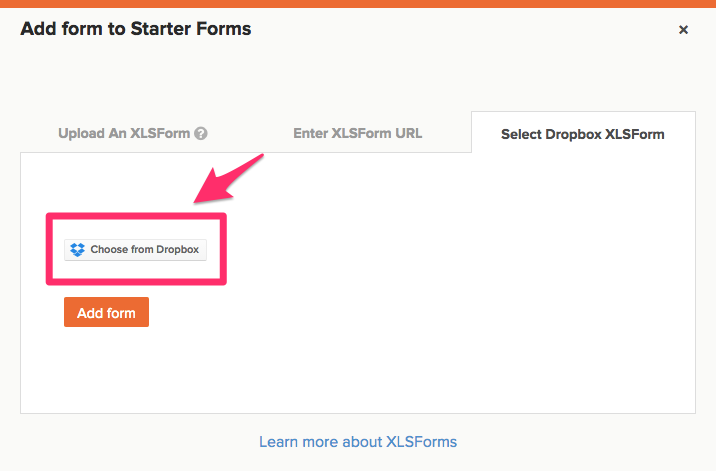 Add form to Starter Forms
×
Upload An XLSForm ?
Enter XLSForm URL
Select Dropbox XLSForm
Choose from Dropbox
Add form
Learn more about XLSForms